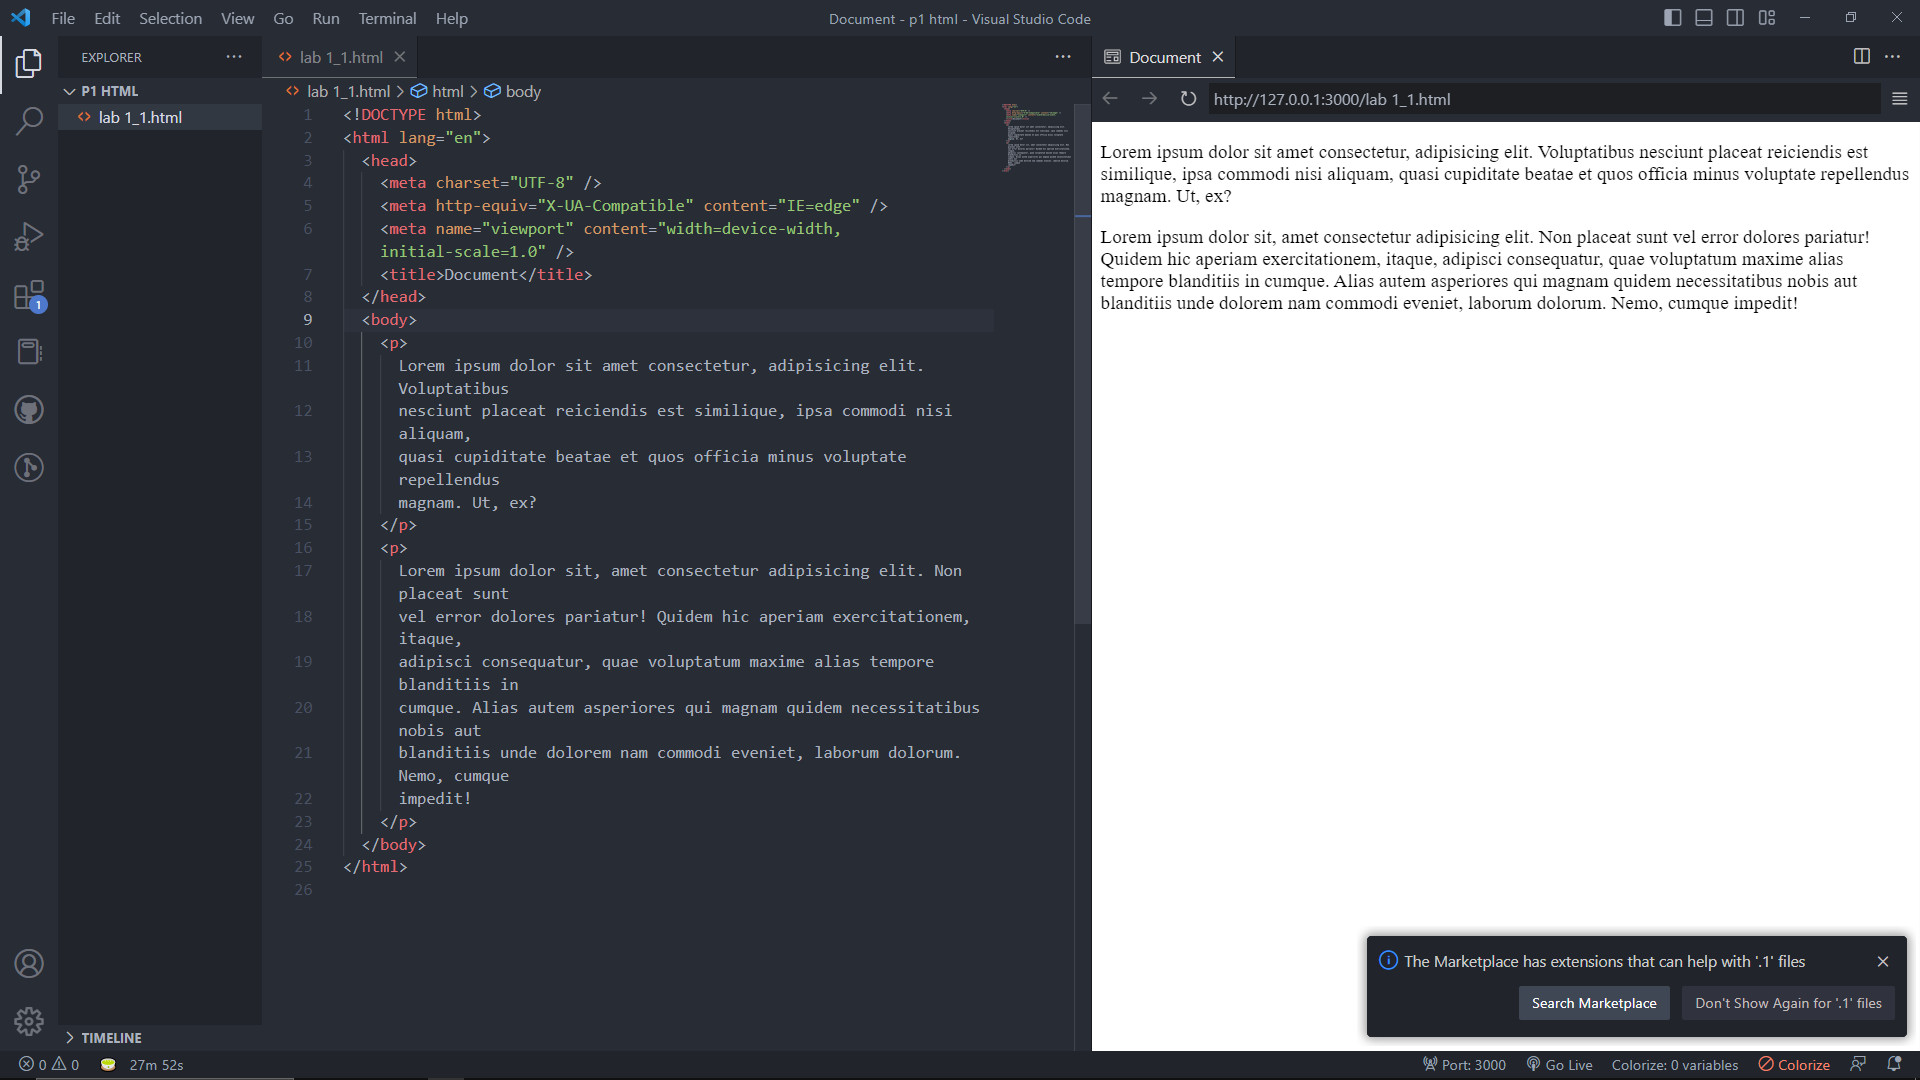 File Edit Selection View Go Run Terminal Help
Document - p1 html - Visual Studio Code
EXPLORER
P1 HTML
lab 1_1.html
TIMELINE
1
lab 1_1.html
lab 1_1.html > html > body
1 <!DOCTYPE html>
2 <html lang="en">
3 <head>
4 <meta charset="UTF-8" />
5 <meta http-equiv="X-UA-Compatible" content="IE=edge" />
6 <meta name="viewport" content="width=device-width,
initial-scale=1.0" />
7 <title>Document</title>
8 </head>
9 <body>
10 <p>
11 Lorem ipsum dolor sit amet consectetur, adipisicing elit.
Voluptatibus
12 nesciunt placeat reiciendis est similique, ipsa commodi nisi
aliquam,
13 quasi cupiditate beatae et quos officia minus voluptate
repellendus
14 magnam. Ut, ex?
15 </p>
16 <p>
17 Lorem ipsum dolor sit, amet consectetur adipisicing elit. Non
placeat sunt
18 vel error dolores pariatur! Quidem hic aperiam exercitationem,
itaque,
19 adipisci consequatur, quae voluptatum maxime alias tempore
blanditiis in
20 cumque. Alias autem asperiores qui magnam quidem necessitatibus
nobis aut
21 blanditiis unde dolorem nam commodi eveniet, laborum dolorum.
Nemo, cumque
22 impedit!
23 </p>
24 </body>
25 </html>
26
Document
http://127.0.0.1:3000/lab 1_1.html
Lorem ipsum dolor sit amet consectetur, adipisicing elit. Voluptatibus nesciunt placeat reiciendis est
similique, ipsa commodi nisi aliquam, quasi cupiditate beatae et quos officia minus voluptate repellendus
magnam. Ut, ex?
Lorem ipsum dolor sit, amet consectetur adipisicing elit. Non placeat sunt vel error dolores pariatur!
Quidem hic aperiam exercitationem, itaque, adipisci consequatur, quae voluptatum maxime alias
tempore blanditiis in cumque. Alias autem asperiores qui magnam quidem necessitatibus nobis aut
blanditiis unde dolorem nam commodi eveniet, laborum dolorum. Nemo, cumque impedit!
The Marketplace has extensions that can help with '.1' files
Search Marketplace
Don't Show Again for '.1' files
0 0 27m 52s
Port: 3000 Go Live Colorize: 0 variables Colorize